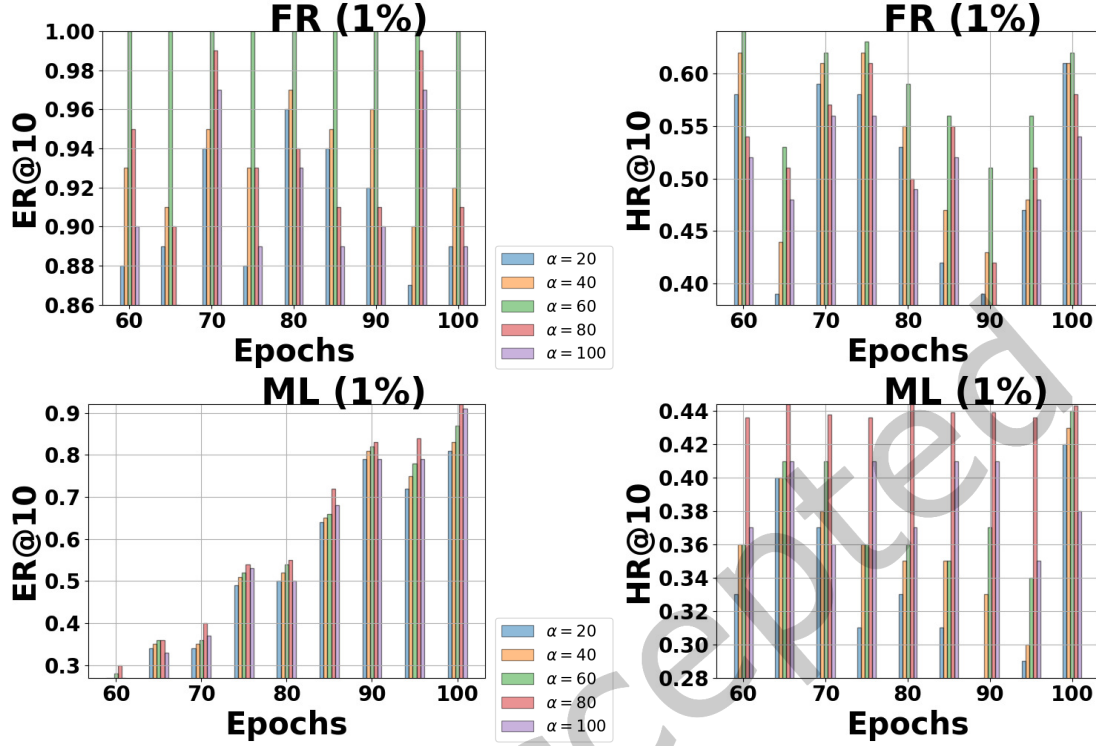 FR (1%)
1.00
0.98
0.96
0.94
0.92
0.90
0.88
0.86
ER@10
60 70 80 90 100
Epochs
α = 20
α = 40
α = 60
α = 80
α = 100
FR (1%)
0.60
0.55
0.50
0.45
0.40
HR@10
60 70 80 90 100
Epochs
ML (1%)
0.9
0.8
0.7
0.6
0.5
0.4
0.3
ER@10
60 70 80 90 100
Epochs
α = 20
α = 40
α = 60
α = 80
α = 100
ML (1%)
0.44
0.42
0.40
0.38
0.36
0.34
0.32
0.30
0.28
HR@10
60 70 80 90 100
Epochs
cepted